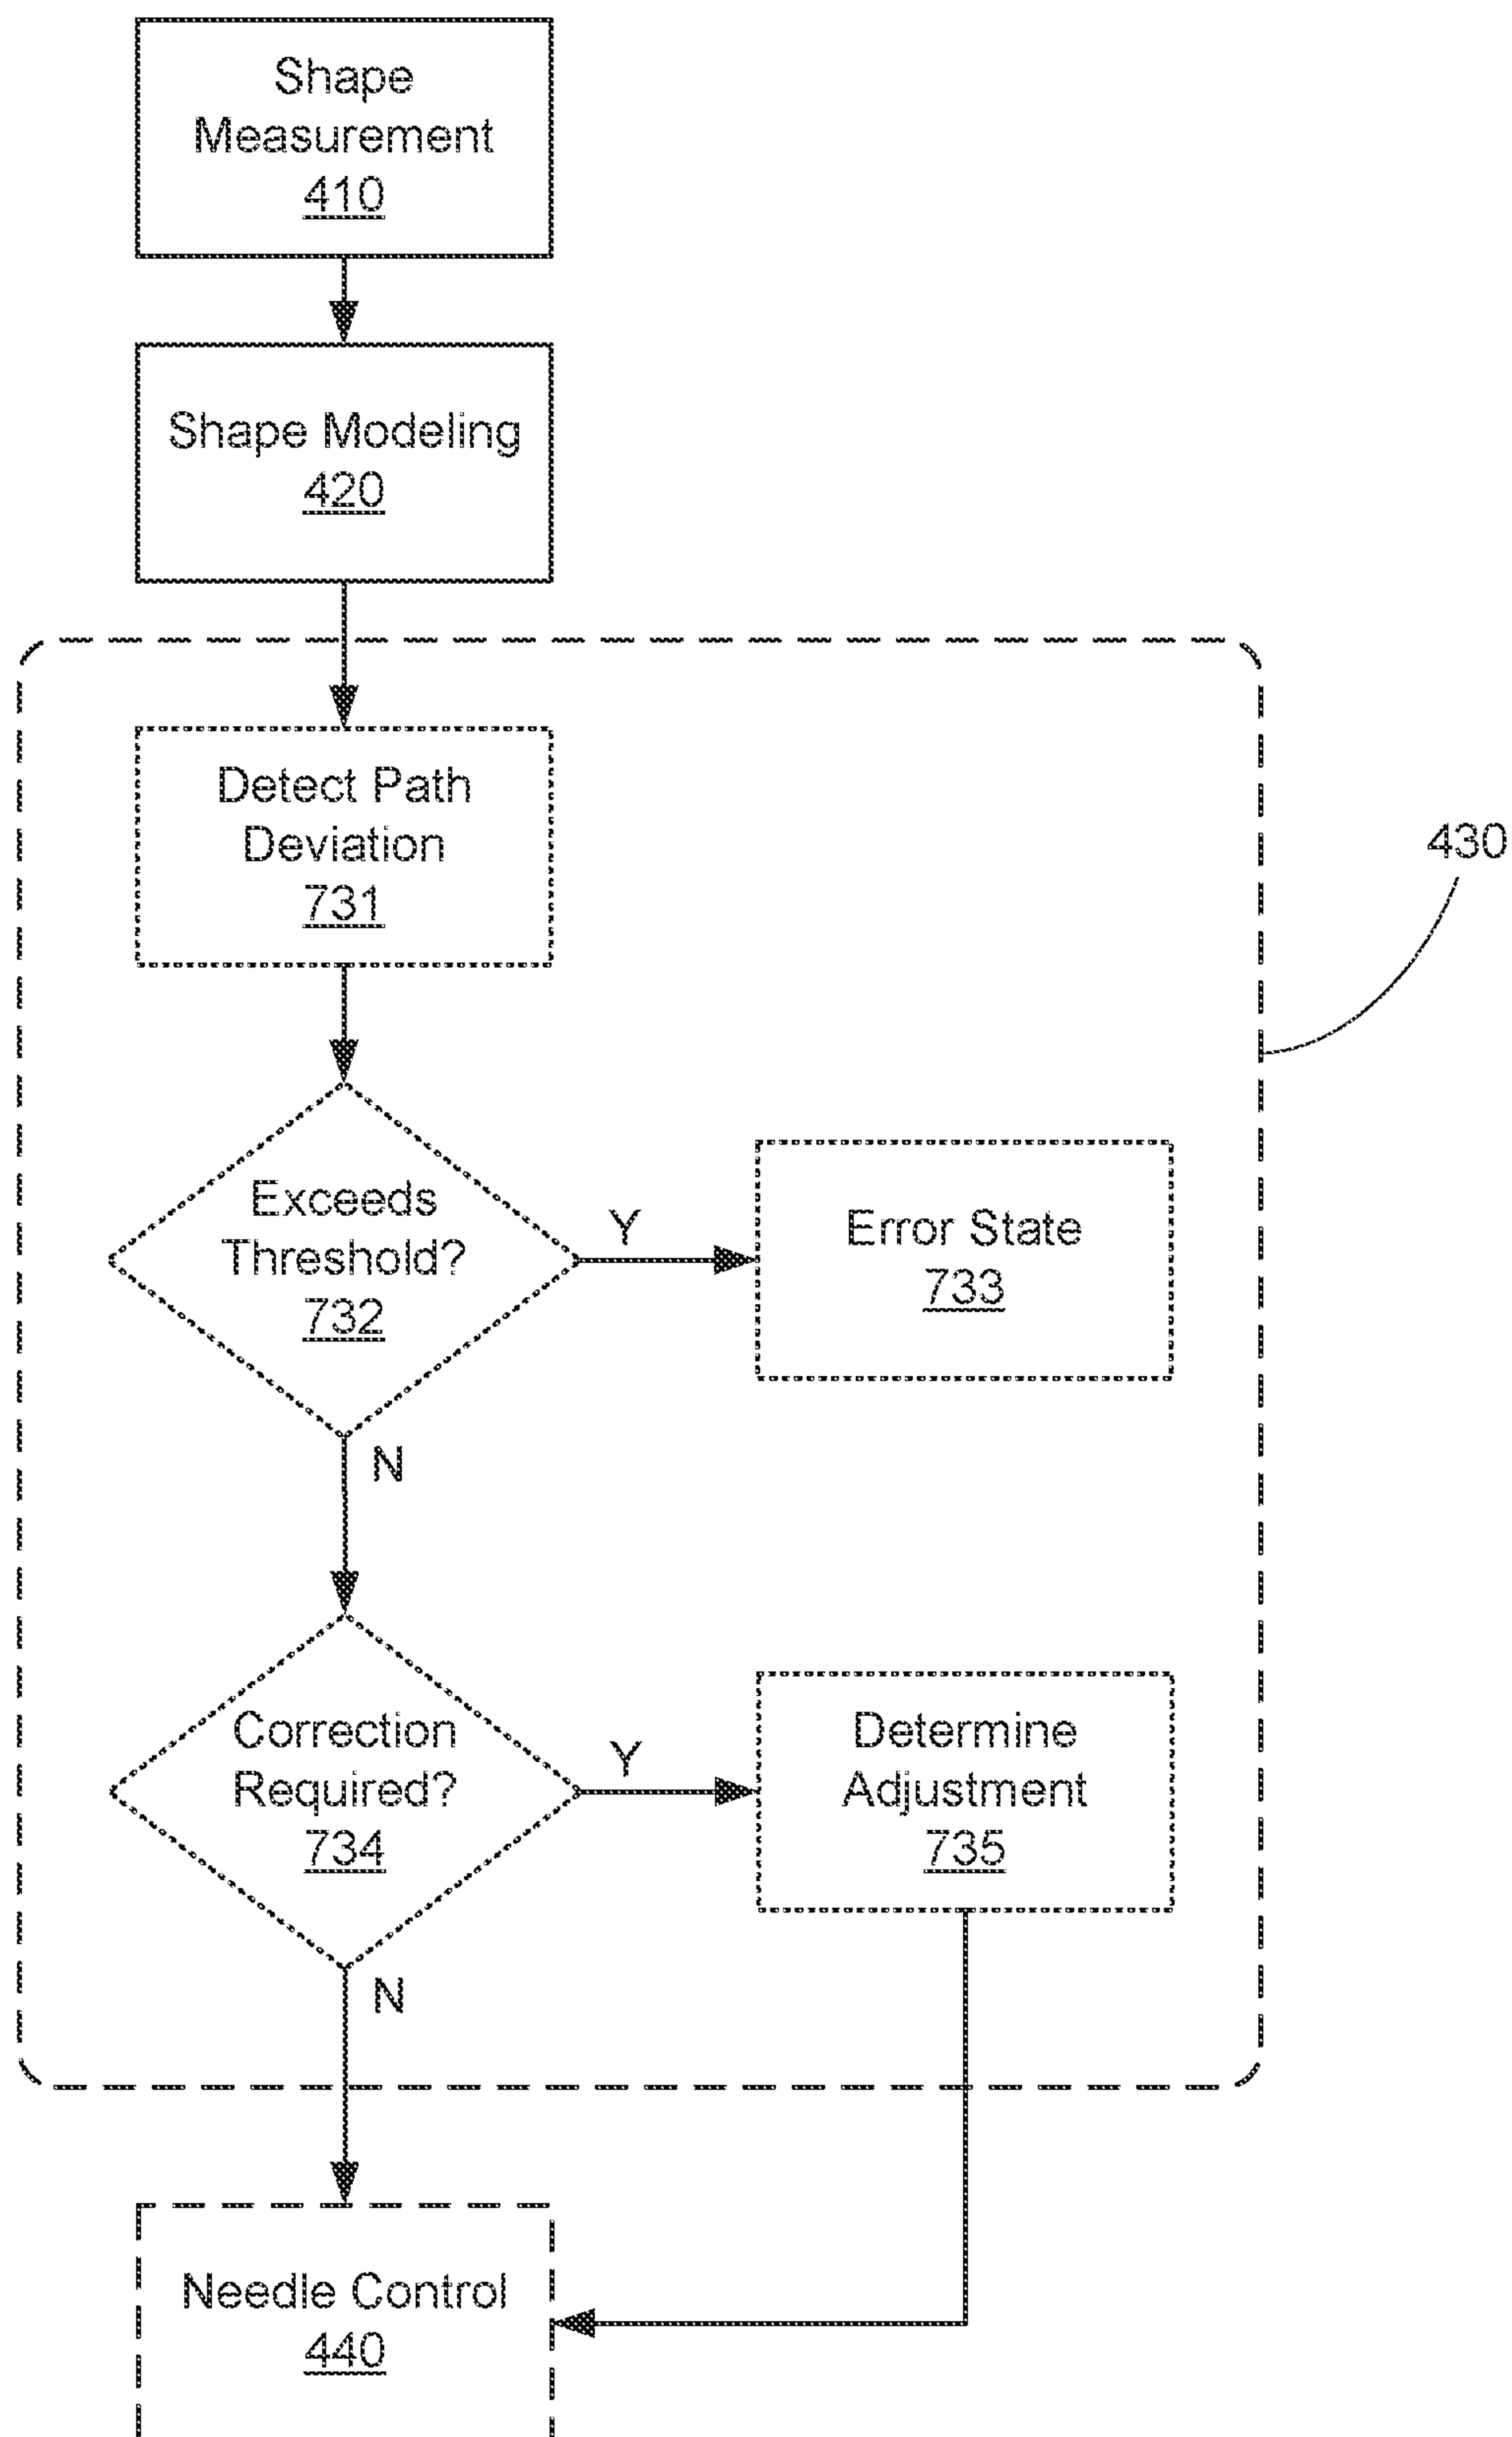 Shape
Measurement
410
Shape Modeling
420
Detect Path
Deviation
731
430
Exceeds
Threshold?
732
Y
Error State
733
N
Correction
Required?
734
Y
Determine
Adjustment
735
N
Needle Control
440